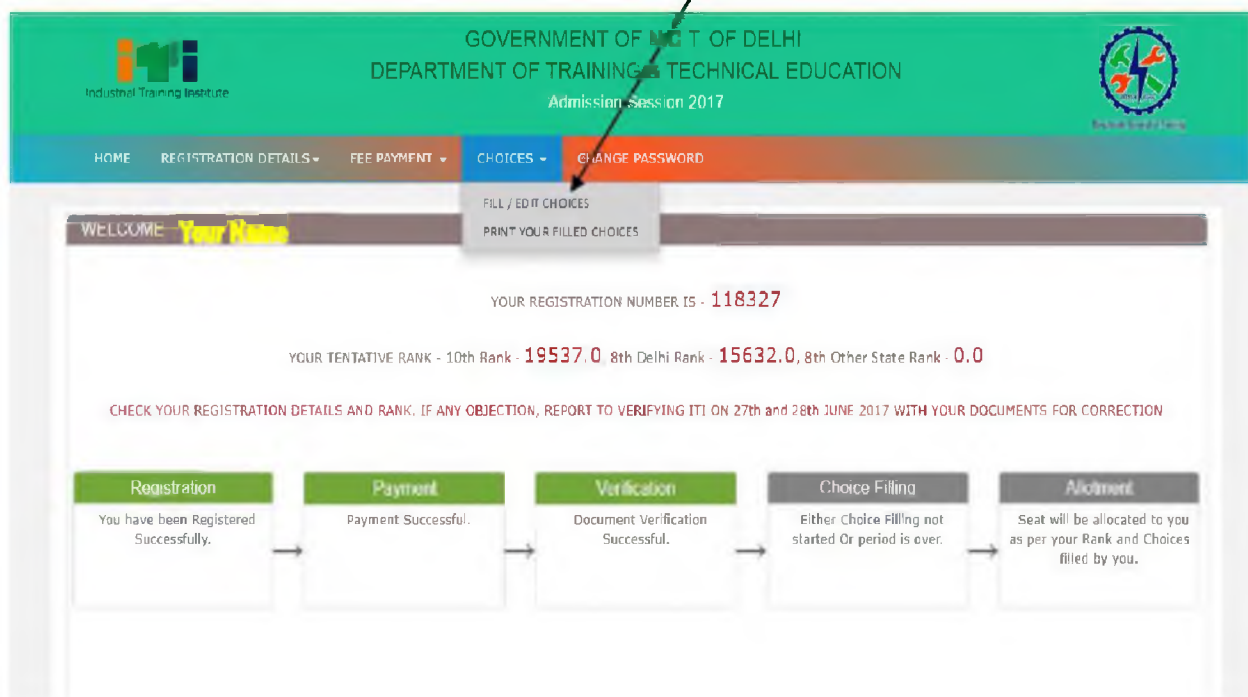 GOVERNMENT OF T OF DELHI
DEPARTMENT OF TRAINING TECHNICAL EDUCATION
Admission Session 2017
iti
Industrial Training Institute
HOME REGISTRATION DETAILS FEE PAYMENT CHOICES CHANGE PASSWORD
FILL / EDIT CHOICES
PRINT YOUR FILLED CHOICES
WELCOME Your Name
YOUR REGISTRATION NUMBER IS - 118327
YOUR TENTATIVE RANK - 10th Rank - 19537.0, 8th Delhi Rank - 15632.0, 8th Other State Rank - 0.0
CHECK YOUR REGISTRATION DETAILS AND RANK. IF ANY OBJECTION, REPORT TO VERIFYING ITI ON 27th and 28th JUNE 2017 WITH YOUR DOCUMENTS FOR CORRECTION
Registration
You have been Registered
Successfully.
Payment
Payment Successful.
Verification
Document Verification
Successful.
Choice Filling
Either Choice Filling not
started Or period is over.
Allotment
Seat will be allocated to you
as per your Rank and Choices
filled by you.